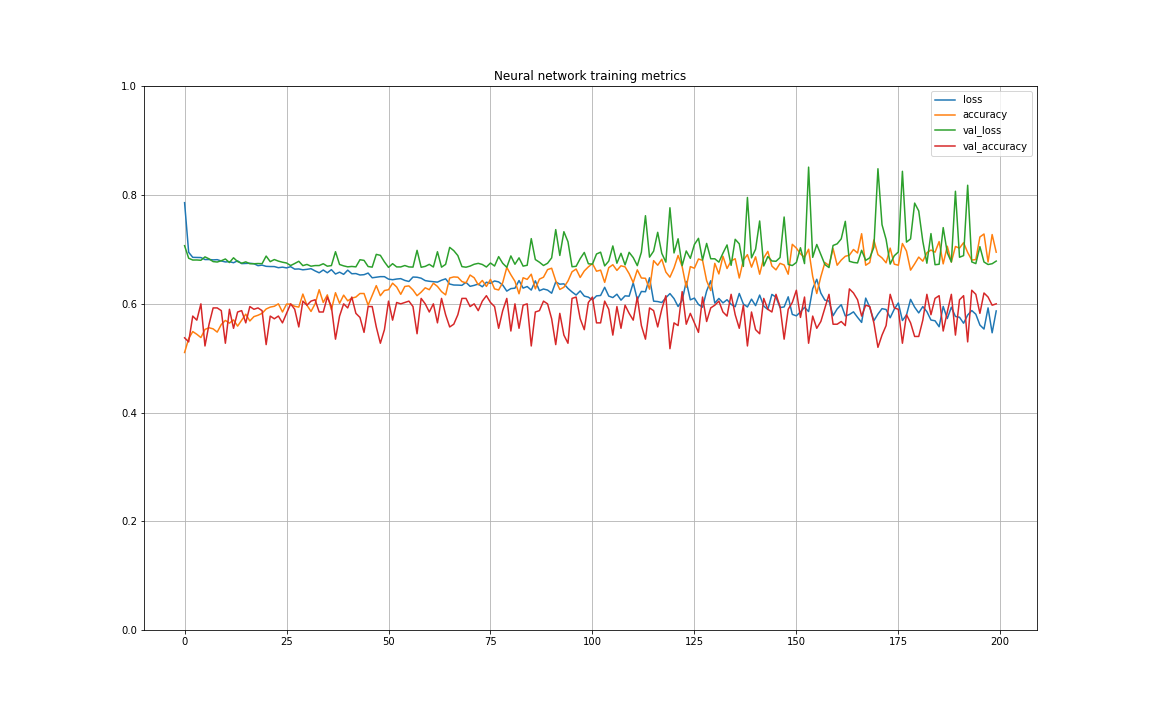 Neural network training metrics
1.0
0.8
0.6
0.4
0.2
0.0
loss
accuracy
val_loss
val_accuracy
0 25 50 75 100 125 150 175 200